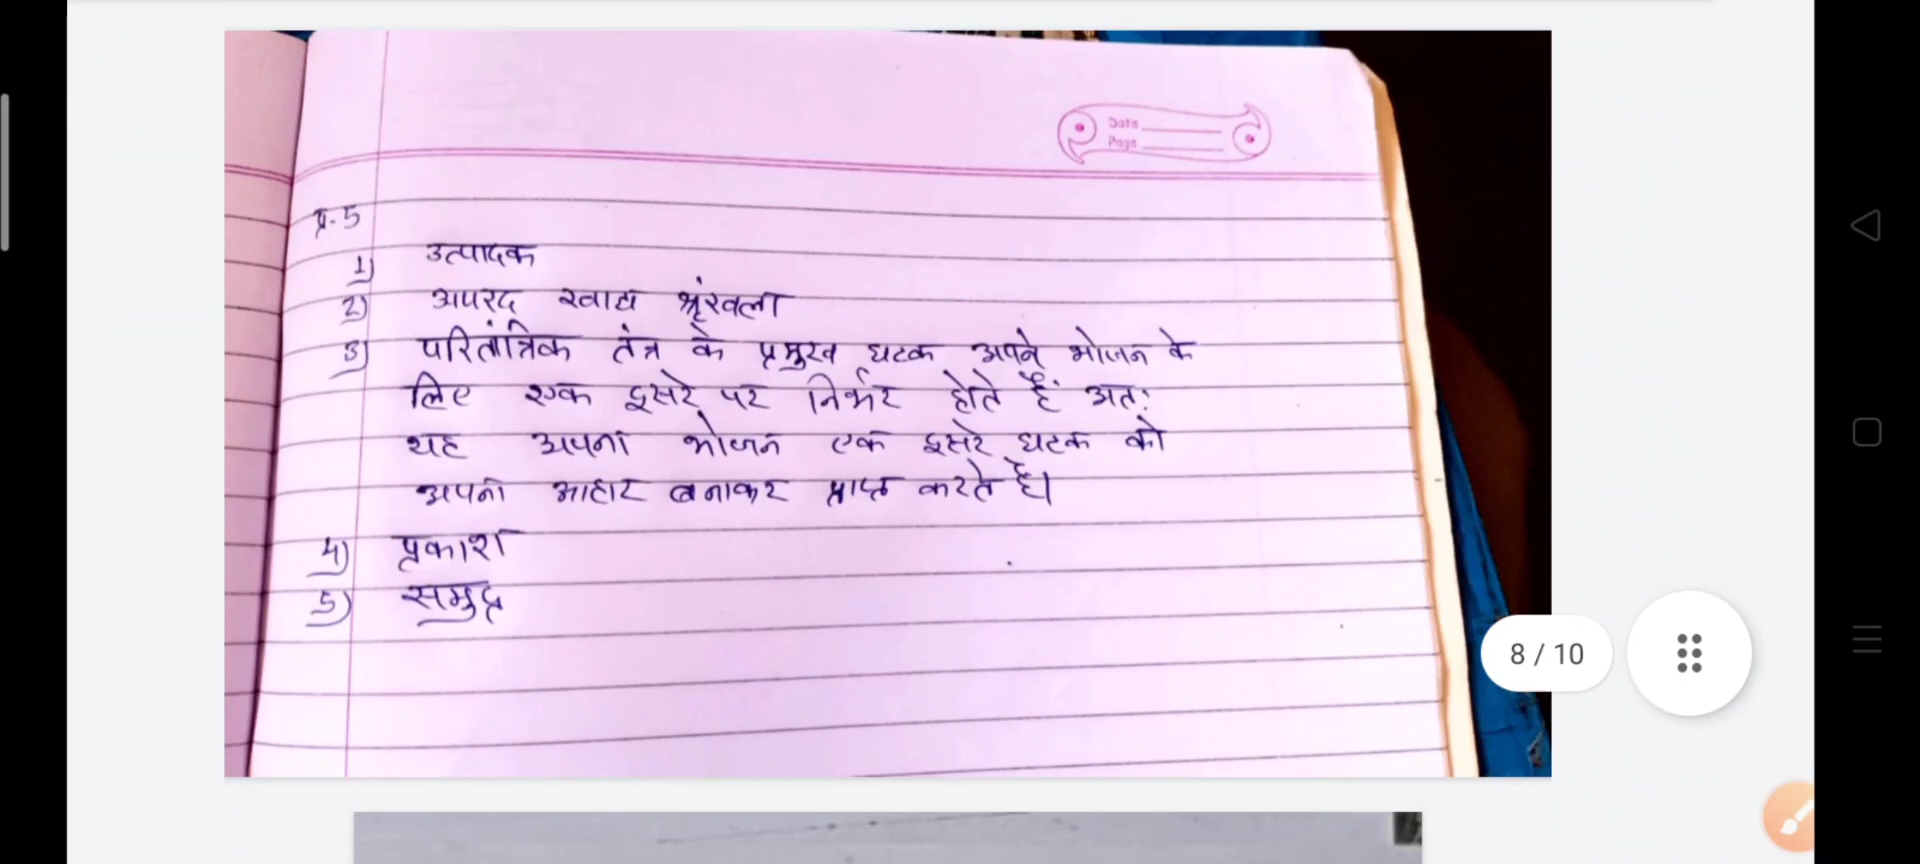 Date
Page
प्र.5
1) उत्पादक
2) अपरद खाद्य श्रृंखला
3) परितांत्रिक तंत्र के प्रमुख घटक अपने भोजन के
लिए एक दूसरे पर निर्भर होते हैं अतः
यह अपना भोजन एक दूसरे घटक को
अपना आहार बनाकर प्राप्त करते है।
4) प्रकाश
5) समुद्र
8 / 10